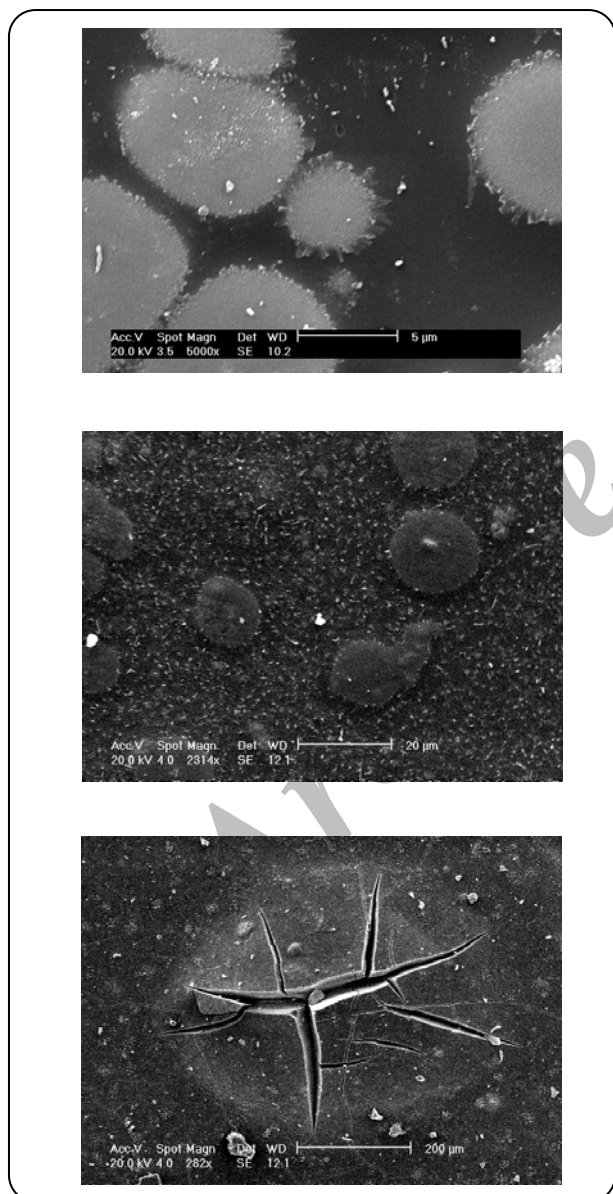 Acc.V Spot Magn Det WD 5 µm
20.0 kV 3.5 5000x SE 10.2
Acc.V Spot Magn Det WD 20 µm
20.0 kV 4.0 2314x SE 12.1
Acc.V Spot Magn Det WD 200 µm
20.0 kV 4.0 282x SE 12.1